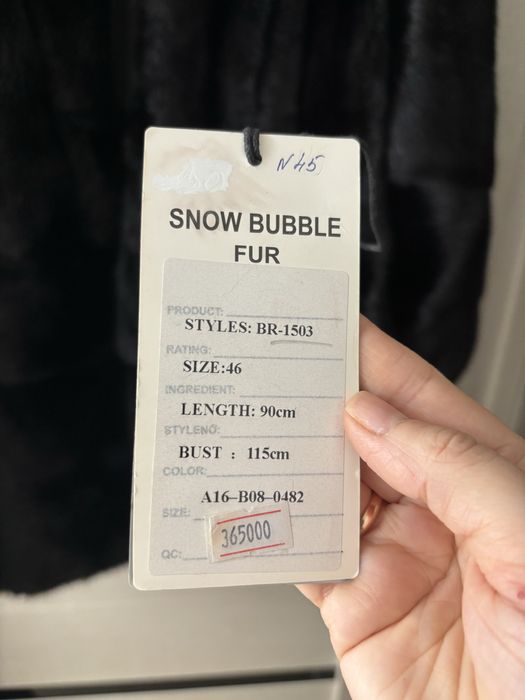 N45
SNOW BUBBLE
FUR
PRODUCT:
STYLES: BR-1503
RATING:
SIZE:46
INGREDIENT:
LENGTH: 90cm
STYLENO:
BUST : 115cm
COLOR:
A16-B08-0482
SIZE:
365000
QC: